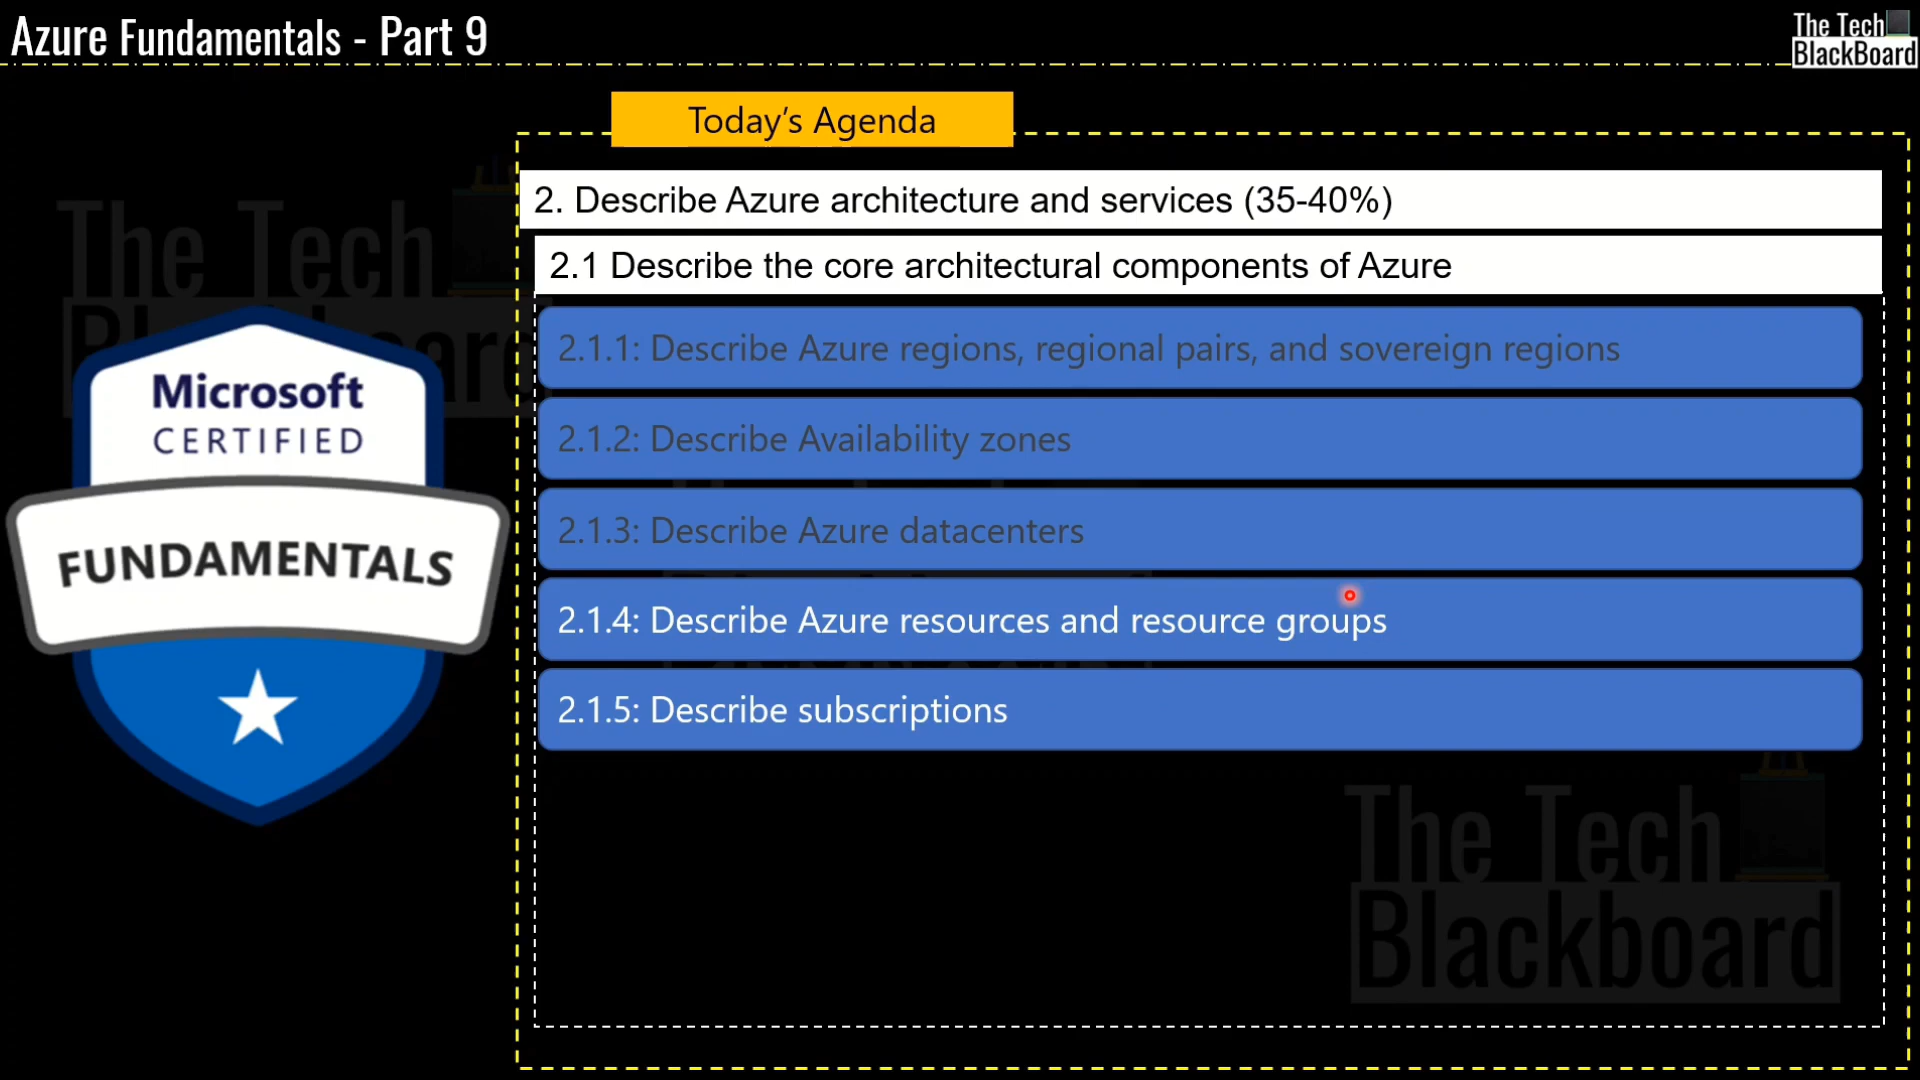 Azure Fundamentals - Part 9
The Tech
BlackBoard
Today's Agenda
2. Describe Azure architecture and services (35-40%)
2.1 Describe the core architectural components of Azure
2.1.1: Describe Azure regions, regional pairs, and sovereign regions
2.1.2: Describe Availability zones
2.1.3: Describe Azure datacenters
2.1.4: Describe Azure resources and resource groups
2.1.5: Describe subscriptions
Microsoft
CERTIFIED
FUNDAMENTALS
The Tech
Blackboard
The Tech
Blackboard